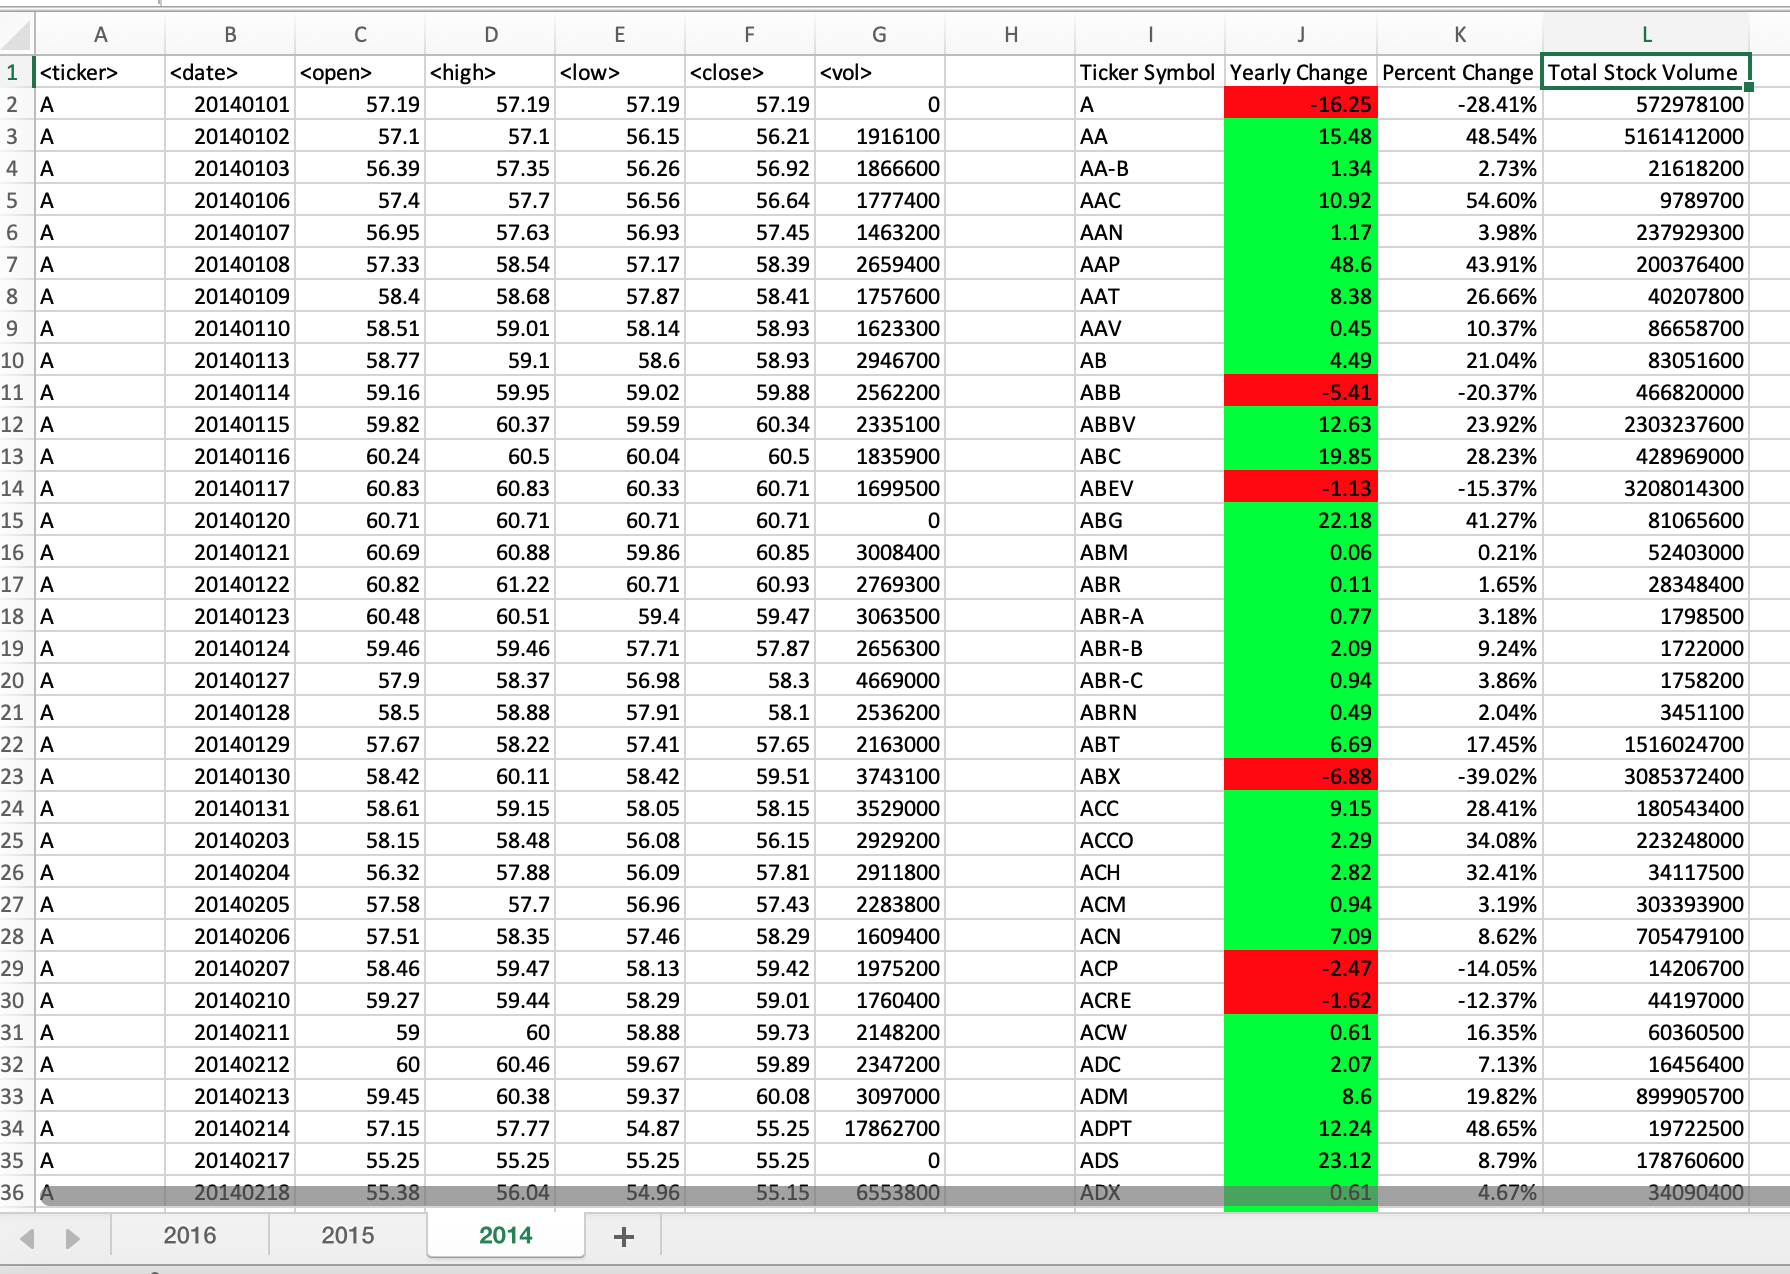 A B C D E F G H I J K L
1 <ticker> <date> <open> <high> <low> <close> <vol> Ticker Symbol Yearly Change Percent Change Total Stock Volume
2 A 20140101 57.19 57.19 57.19 57.19 0 A -16.25 -28.41% 572978100
3 A 20140102 57.1 57.1 56.15 56.21 1916100 AA 15.48 48.54% 5161412000
4 A 20140103 56.39 57.35 56.26 56.92 1866600 AA-B 1.34 2.73% 21618200
5 A 20140106 57.4 57.7 56.56 56.64 1777400 AAC 10.92 54.60% 9789700
6 A 20140107 56.95 57.63 56.93 57.45 1463200 AAN 1.17 3.98% 237929300
7 A 20140108 57.33 58.54 57.17 58.39 2659400 AAP 48.6 43.91% 200376400
8 A 20140109 58.4 58.68 57.87 58.41 1757600 AAT 8.38 26.66% 40207800
9 A 20140110 58.51 59.01 58.14 58.93 1623300 AAV 0.45 10.37% 86658700
10 A 20140113 58.77 59.1 58.6 58.93 2946700 AB 4.49 21.04% 83051600
11 A 20140114 59.16 59.95 59.02 59.88 2562200 ABB -5.41 -20.37% 466820000
12 A 20140115 59.82 60.37 59.59 60.34 2335100 ABBV 12.63 23.92% 2303237600
13 A 20140116 60.24 60.5 60.04 60.5 1835900 ABC 19.85 28.23% 428969000
14 A 20140117 60.83 60.83 60.33 60.71 1699500 ABEV -1.13 -15.37% 3208014300
15 A 20140120 60.71 60.71 60.71 60.71 0 ABG 22.18 41.27% 81065600
16 A 20140121 60.69 60.88 59.86 60.85 3008400 ABM 0.06 0.21% 52403000
17 A 20140122 60.82 61.22 60.71 60.93 2769300 ABR 0.11 1.65% 28348400
18 A 20140123 60.48 60.51 59.4 59.47 3063500 ABR-A 0.77 3.18% 1798500
19 A 20140124 59.46 59.46 57.71 57.87 2656300 ABR-B 2.09 9.24% 1722000
20 A 20140127 57.9 58.37 56.98 58.3 4669000 ABR-C 0.94 3.86% 1758200
21 A 20140128 58.5 58.88 57.91 58.1 2536200 ABRN 0.49 2.04% 3451100
22 A 20140129 57.67 58.22 57.41 57.65 2163000 ABT 6.69 17.45% 1516024700
23 A 20140130 58.42 60.11 58.42 59.51 3743100 ABX -6.88 -39.02% 3085372400
24 A 20140131 58.61 59.15 58.05 58.15 3529000 ACC 9.15 28.41% 180543400
25 A 20140203 58.15 58.48 56.08 56.15 2929200 ACCO 2.29 34.08% 223248000
26 A 20140204 56.32 57.88 56.09 57.81 2911800 ACH 2.82 32.41% 34117500
27 A 20140205 57.58 57.7 56.96 57.43 2283800 ACM 0.94 3.19% 303393900
28 A 20140206 57.51 58.35 57.46 58.29 1609400 ACN 7.09 8.62% 705479100
29 A 20140207 58.46 59.47 58.13 59.42 1975200 ACP -2.47 -14.05% 14206700
30 A 20140210 59.27 59.44 58.29 59.01 1760400 ACRE -1.62 -12.37% 44197000
31 A 20140211 59 60 58.88 59.73 2148200 ACW 0.61 16.35% 60360500
32 A 20140212 60 60.46 59.67 59.89 2347200 ADC 2.07 7.13% 16456400
33 A 20140213 59.45 60.38 59.37 60.08 3097000 ADM 8.6 19.82% 899905700
34 A 20140214 57.15 57.77 54.87 55.25 17862700 ADPT 12.24 48.65% 19722500
35 A 20140217 55.25 55.25 55.25 55.25 0 ADS 23.12 8.79% 178760600
36 A 20140218 55.38 56.04 54.96 55.15 6553800 ADX 0.61 4.67% 34090400
2016 2015 2014 +